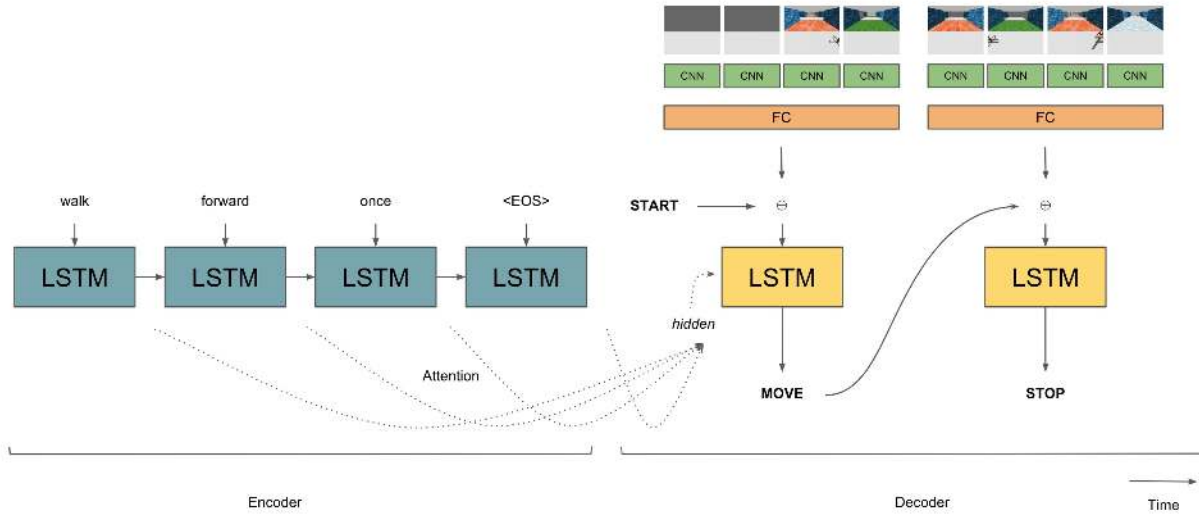 CNN CNN CNN CNN CNN CNN CNN CNN
FC FC
walk forward once <EOS>
START
LSTM LSTM LSTM LSTM LSTM LSTM
hidden
Attention
MOVE STOP
Encoder Decoder Time